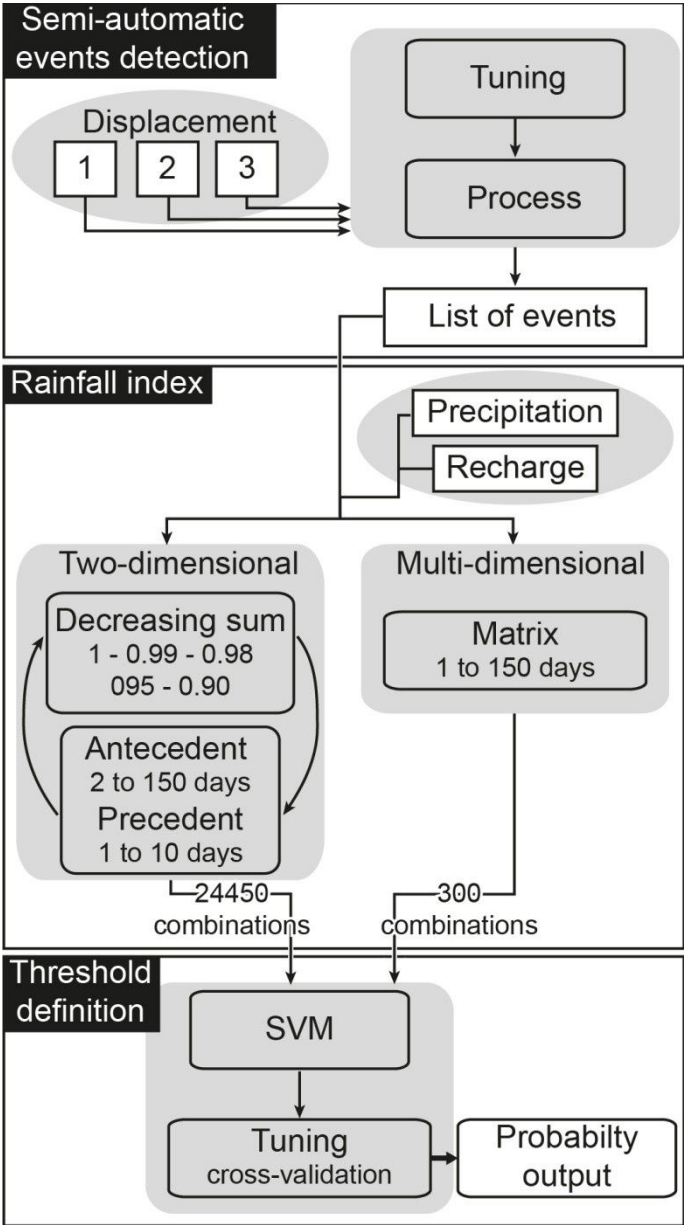 Semi-automatic
events detection
Tuning
Displacement
1
2
3
Process
List of events
Rainfall index
Precipitation
Recharge
Two-dimensional
Multi-dimensional
Decreasing sum
1 - 0.99 - 0.98
095 - 0.90
Matrix
1 to 150 days
Antecedent
2 to 150 days
Precedent
1 to 10 days
24450
combinations
300
combinations
Threshold
definition
SVM
Tuning
cross-validation
Probabilty
output